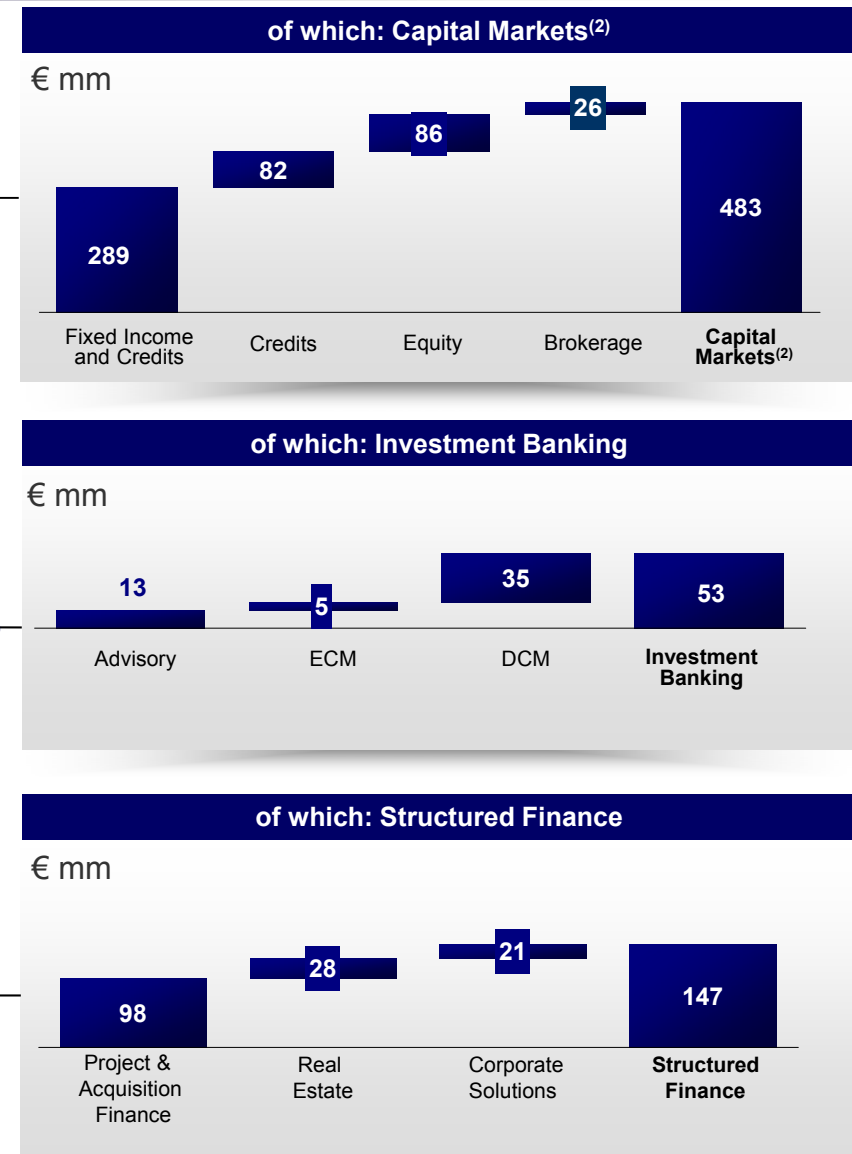 of which: Capital Markets(2)
€ mm
289
82
86
26
483
Fixed Income
and Credits
Credits
Equity
Brokerage
Capital
Markets(2)
of which: Investment Banking
€ mm
13
5
35
53
Advisory
ECM
DCM
Investment
Banking
of which: Structured Finance
€ mm
98
28
21
147
Project &
Acquisition
Finance
Real
Estate
Corporate
Solutions
Structured
Finance